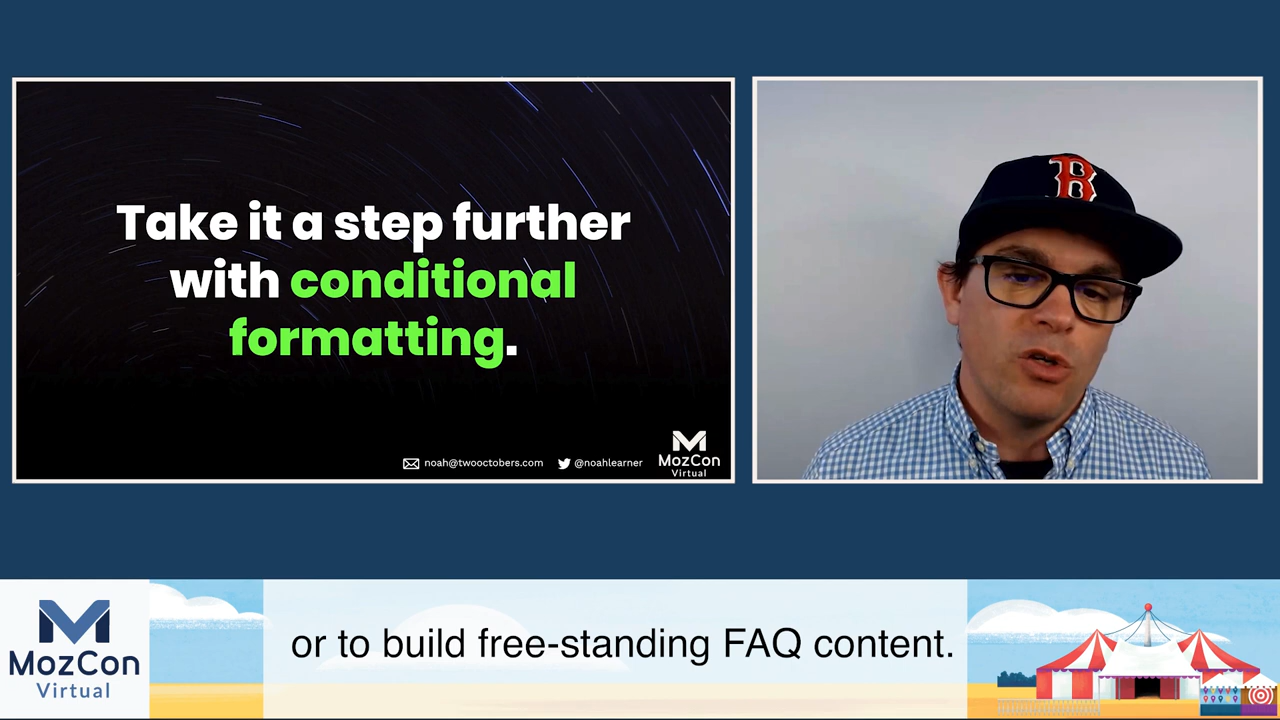 Take it a step further
with conditional
formatting.
noah@twooctobers.com
@noahlearner
MozCon
Virtual
B
MozCon
Virtual
or to build free-standing FAQ content.